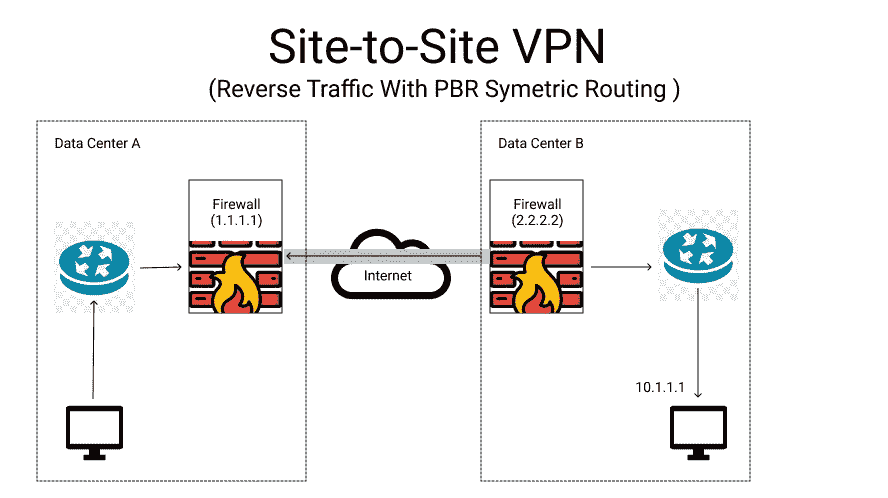 Site-to-Site VPN
(Reverse Traffic With PBR Symetric Routing )
Data Center A
Data Center B
Firewall
(1.1.1.1)
Firewall
(2.2.2.2)
Internet
10.1.1.1